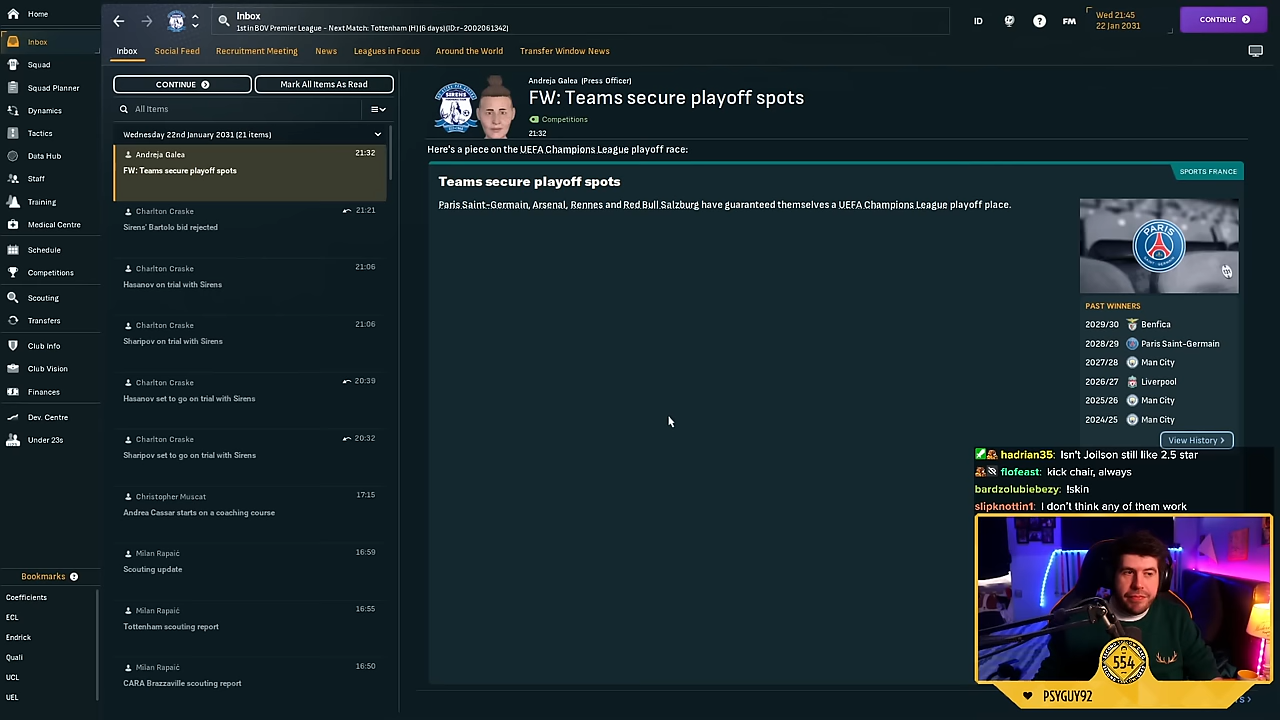 Home
Inbox
Squad
Squad Planner
Dynamics
Tactics
Data Hub
Staff
Training
Medical Centre
Schedule
Competitions
Scouting
Transfers
Club Info
Club Vision
Finances
Dev. Centre
Under 23s
Bookmarks
Coefficients
ECL
Endrick
Quali
UCL
UEL
Inbox
1st in BOV Premier League - Next Match: Tottenham (H) (6 days) (ID:r-2002061342)
ID
FM
Wed 21:45
22 Jan 2031
CONTINUE
Inbox
Social Feed
Recruitment Meeting
News
Leagues in Focus
Around the World
Transfer Window News
CONTINUE
Mark All Items As Read
All Items
Wednesday 22nd January 2031 (21 items)
Andreja Galea 21:32
FW: Teams secure playoff spots
Charlton Craske 21:21
Sirens' Bartolo bid rejected
Charlton Craske 21:06
Hasanov on trial with Sirens
Charlton Craske 21:06
Sharipov on trial with Sirens
Charlton Craske 20:39
Hasanov set to go on trial with Sirens
Charlton Craske 20:32
Sharipov set to go on trial with Sirens
Christopher Muscat 17:15
Andrea Cassar starts on a coaching course
Milan Rapaić 16:59
Scouting update
Milan Rapaić 16:55
Tottenham scouting report
Milan Rapaić 16:50
CARA Brazzaville scouting report
SIRENS
Andreja Galea (Press Officer)
FW: Teams secure playoff spots
Competitions
21:32
Here's a piece on the UEFA Champions League playoff race:
SPORTS FRANCE
Teams secure playoff spots
Paris Saint-Germain, Arsenal, Rennes and Red Bull Salzburg have guaranteed themselves a UEFA Champions League playoff place.
PARIS
PAST WINNERS
2029/30 Benfica
2028/29 Paris Saint-Germain
2027/28 Man City
2026/27 Liverpool
2025/26 Man City
2024/25 Man City
View History
hadrian35: Isn't Jollson still like 2.5 star
flofeast: kick chair, always
bardzolubiebezy: !skin
slipknottin1: I don't think any of them work
554
PSYGUY92